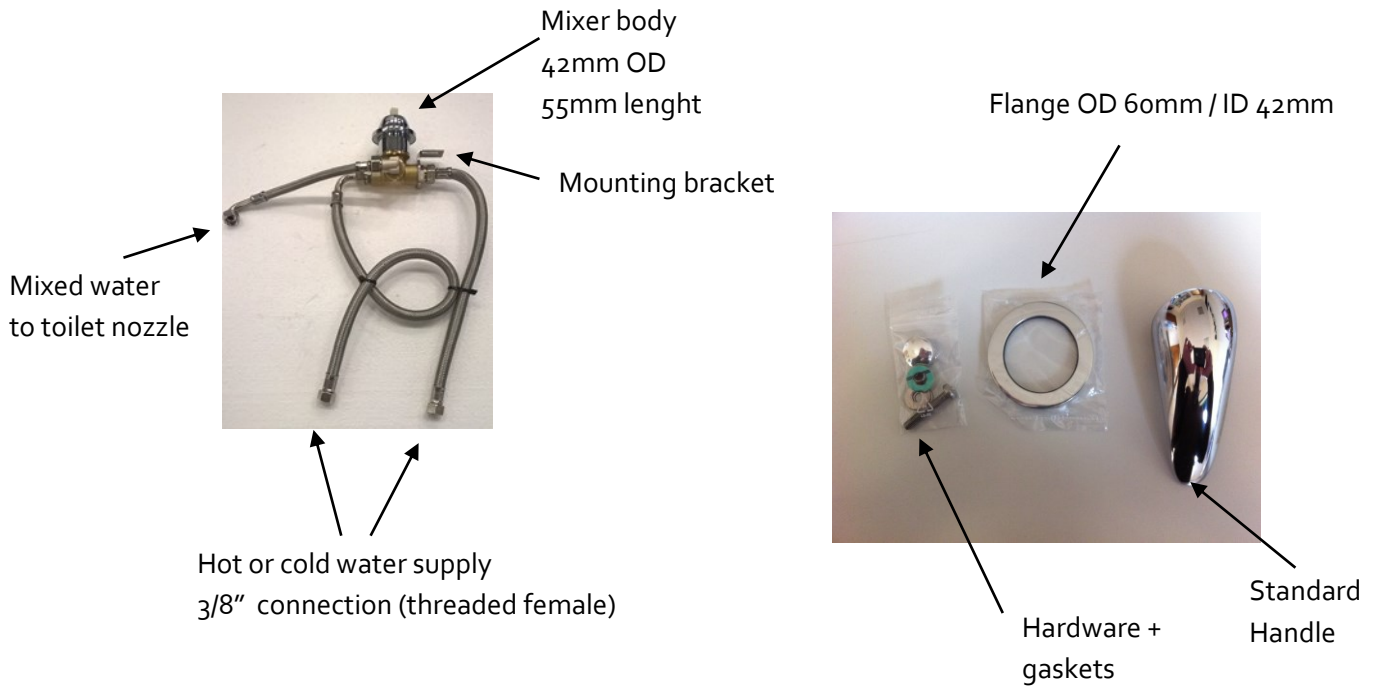 Mixer body
42mm OD
55mm lenght
Flange OD 60mm / ID 42mm
Mounting bracket
Mixed water
to toilet nozzle
Hot or cold water supply
3/8” connection (threaded female)
Standard
Handle
Hardware +
gaskets